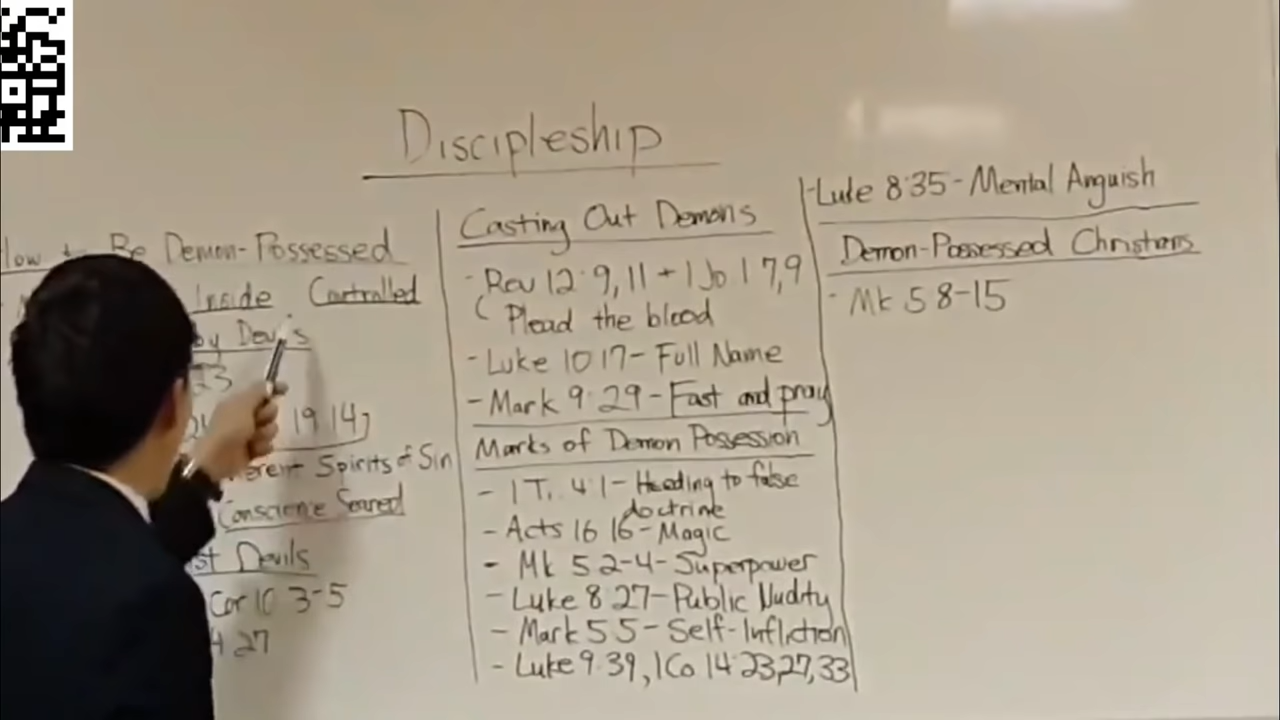 Discipleship
How to Be Demon-Possessed
Inside Controlled
by Devils
23
19 14,
Spirits of Sin
Conscience Seared
Devils
Cor 10 3-5
4 27
Casting Out Demons
- Rev 12:9, 11 + 1 Jo 1 7,9
( Plead the blood
- Luke 10 17 - Full Name
- Mark 9:29 - Fast and pray
Marks of Demon Possession
- 1 Ti. 4 1 - Heeding to false
doctrine
- Acts 16 16 - Magic
- Mk 5 2-4 - Superpower
- Luke 8 27 - Public Nudity
- Mark 5 5 - Self-Infliction
- Luke 9:39, 1 Co 14:23,27,33
- Luke 8:35 - Mental Anguish
Demon-Possessed Christians
- Mk 5 8-15